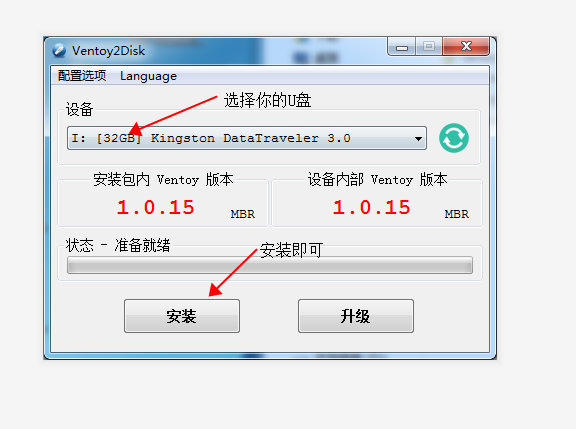 Ventoy2Disk
配置选项 Language
选择你的U盘
设备
I: [32GB] Kingston DataTraveler 3.0
安装包内 Ventoy 版本
设备内部 Ventoy 版本
1.0.15 MBR
1.0.15 MBR
状态 - 准备就绪
安装即可
安装
升级